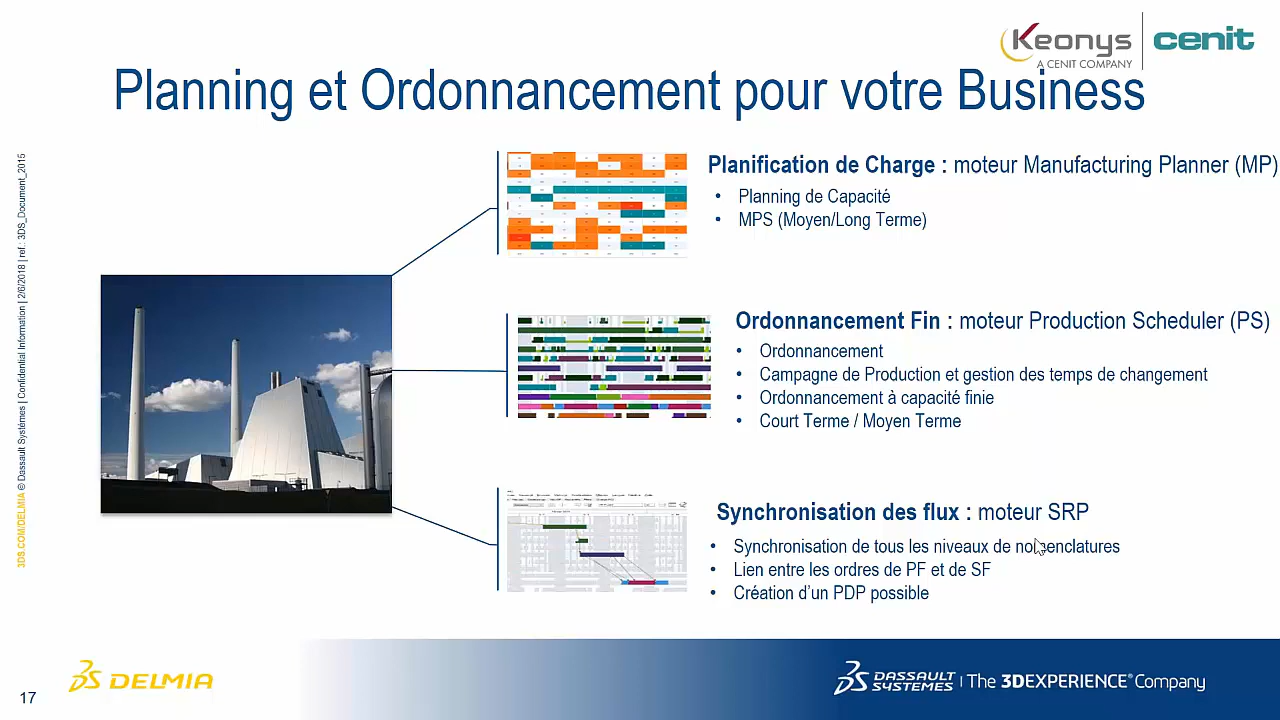 Keonys
A CENIT COMPANY
cenit
Planning et Ordonnancement pour votre Business
Planification de Charge : moteur Manufacturing Planner (MP)
• Planning de Capacité
• MPS (Moyen/Long Terme)
Ordonnancement Fin : moteur Production Scheduler (PS)
• Ordonnancement
• Campagne de Production et gestion des temps de changement
• Ordonnancement à capacité finie
• Court Terme / Moyen Terme
Synchronisation des flux : moteur SRP
• Synchronisation de tous les niveaux de nomenclatures
• Lien entre les ordres de PF et de SF
• Création d'un PDP possible
3DS.COM/DELMIA © Dassault Systèmes | Confidential Information | 2/6/2018 | ref.: 3DS_Document_2015
17
DELMIA
DASSAULT SYSTEMES | The 3DEXPERIENCE® Company